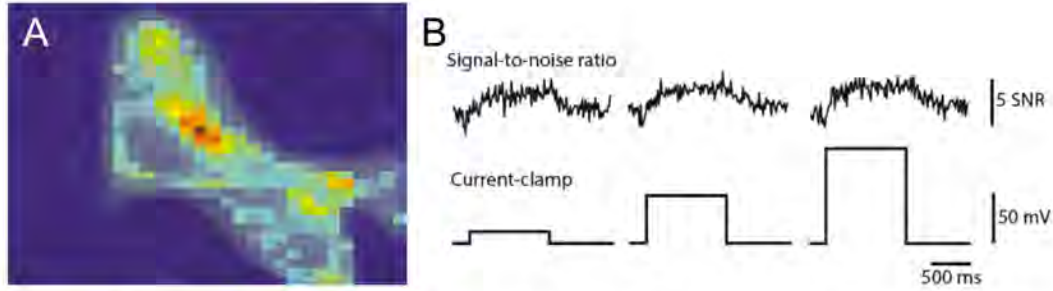 A
B
Signal-to-noise ratio
5 SNR
Current-clamp
50 mV
500 ms